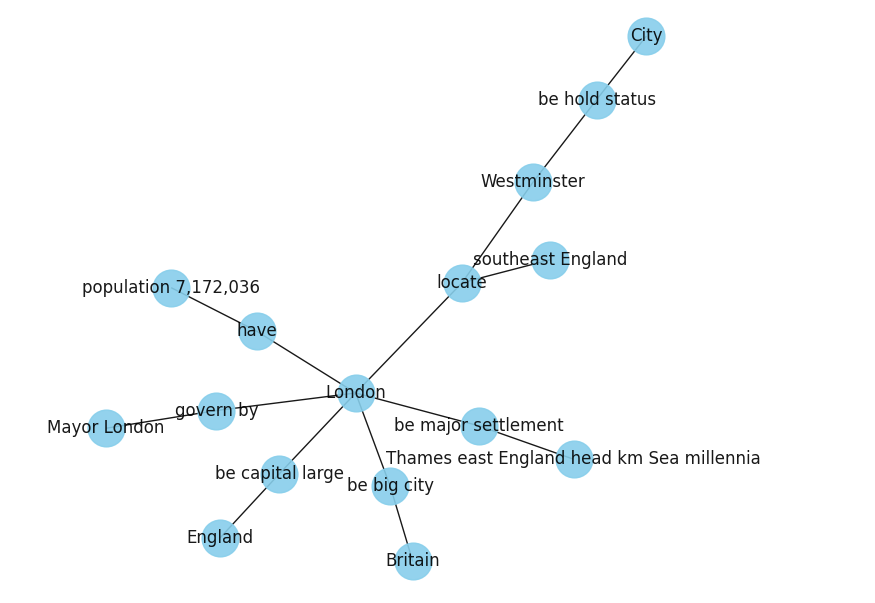 City
be hold status
Westminster
southeast England
locate
population 7,172,036
have
London
govern by
Mayor London
be major settlement
Thames east England head km Sea millennia
be capital large
be big city
England
Britain